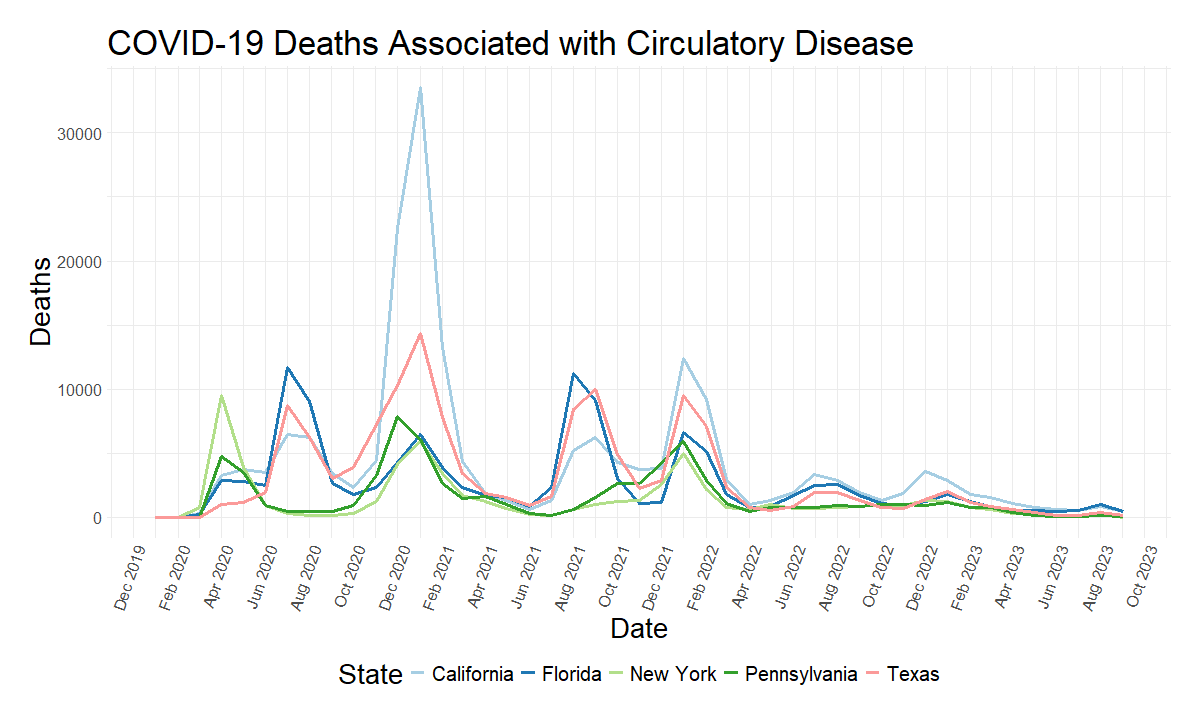 COVID-19 Deaths Associated with Circulatory Disease
Deaths
30000
20000
10000
0
Dec 2019
Feb 2020
Apr 2020
Jun 2020
Aug 2020
Oct 2020
Dec 2020
Feb 2021
Apr 2021
Jun 2021
Aug 2021
Oct 2021
Dec 2021
Feb 2022
Apr 2022
Jun 2022
Aug 2022
Oct 2022
Dec 2022
Feb 2023
Apr 2023
Jun 2023
Aug 2023
Oct 2023
Date
State California Florida New York Pennsylvania Texas